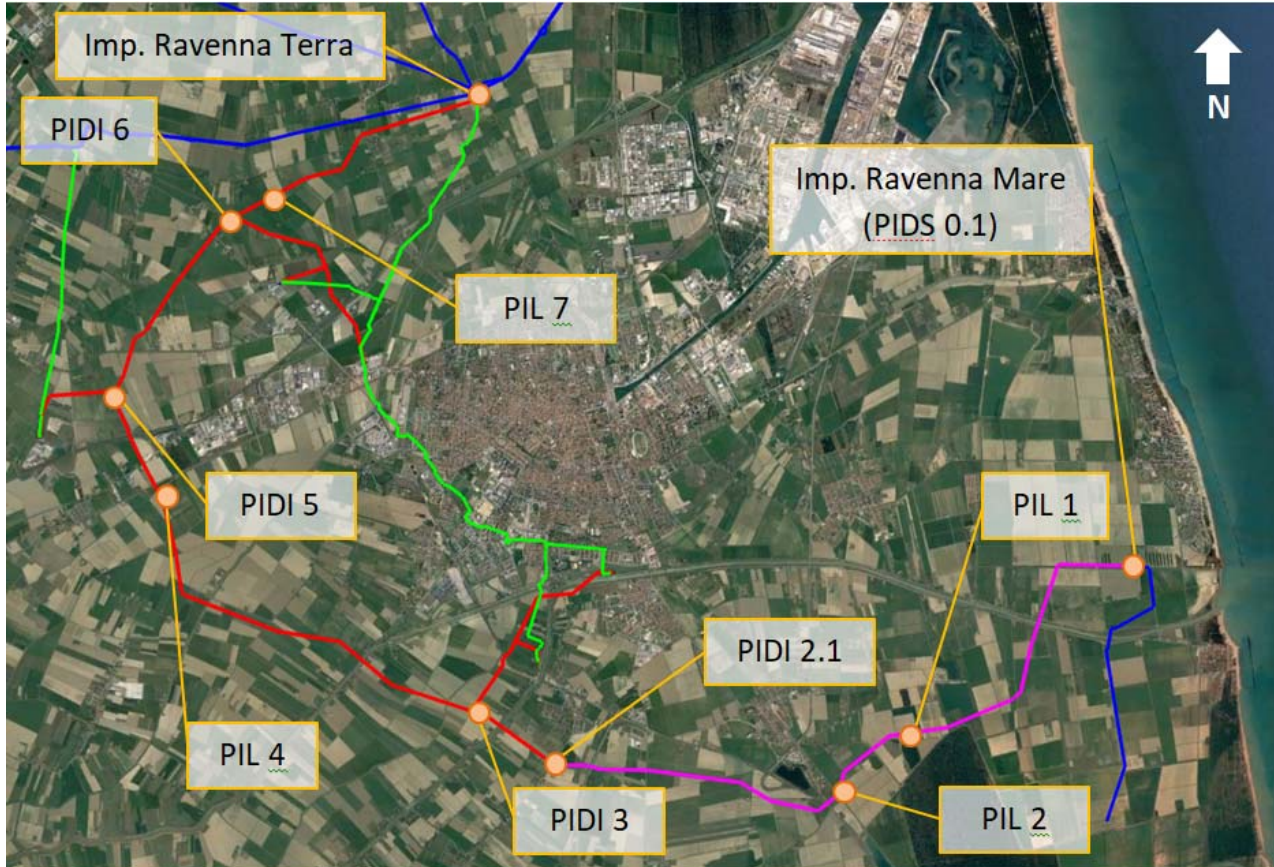 Imp. Ravenna Terra
PIDI 6
N
Imp. Ravenna Mare
(PIDS 0.1)
PIL 7
PIDI 5
PIL 1
PIDI 2.1
PIL 4
PIDI 3
PIL 2